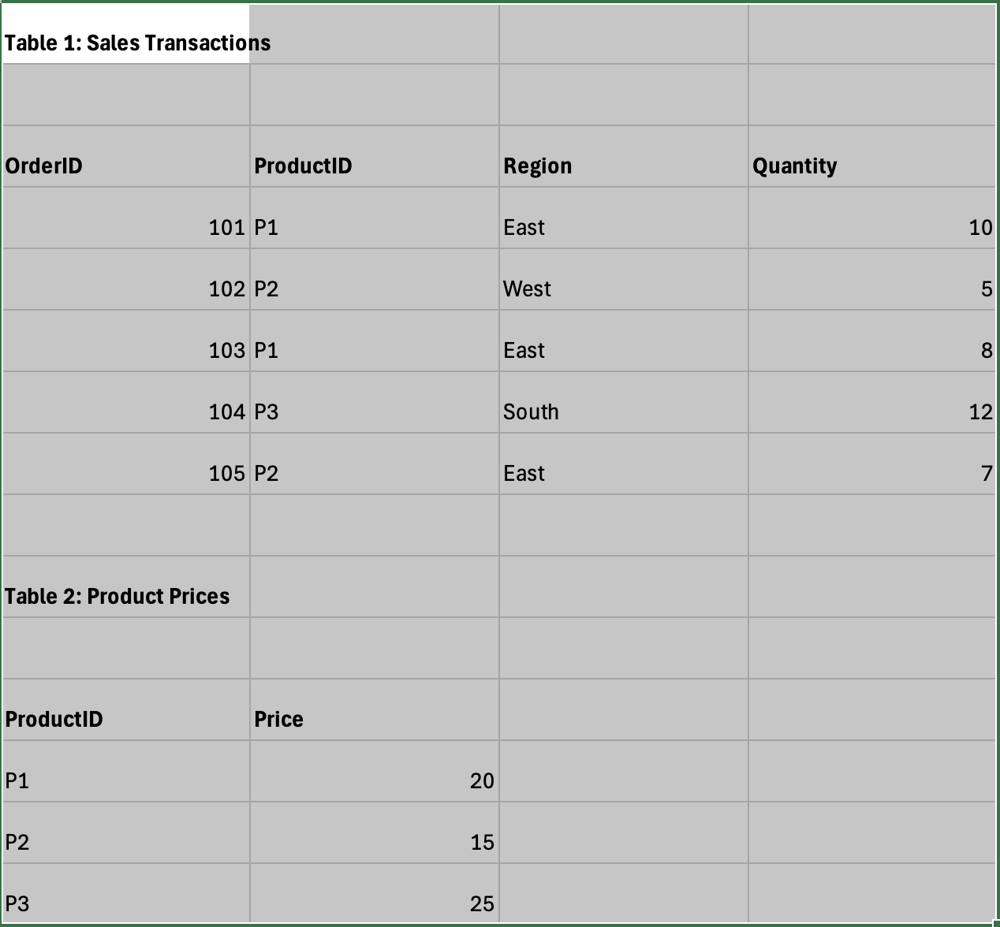 Table 1: Sales Transactions
OrderID ProductID Region Quantity
101 P1 East 10
102 P2 West 5
103 P1 East 8
104 P3 South 12
105 P2 East 7
Table 2: Product Prices
ProductID Price
P1 20
P2 15
P3 25